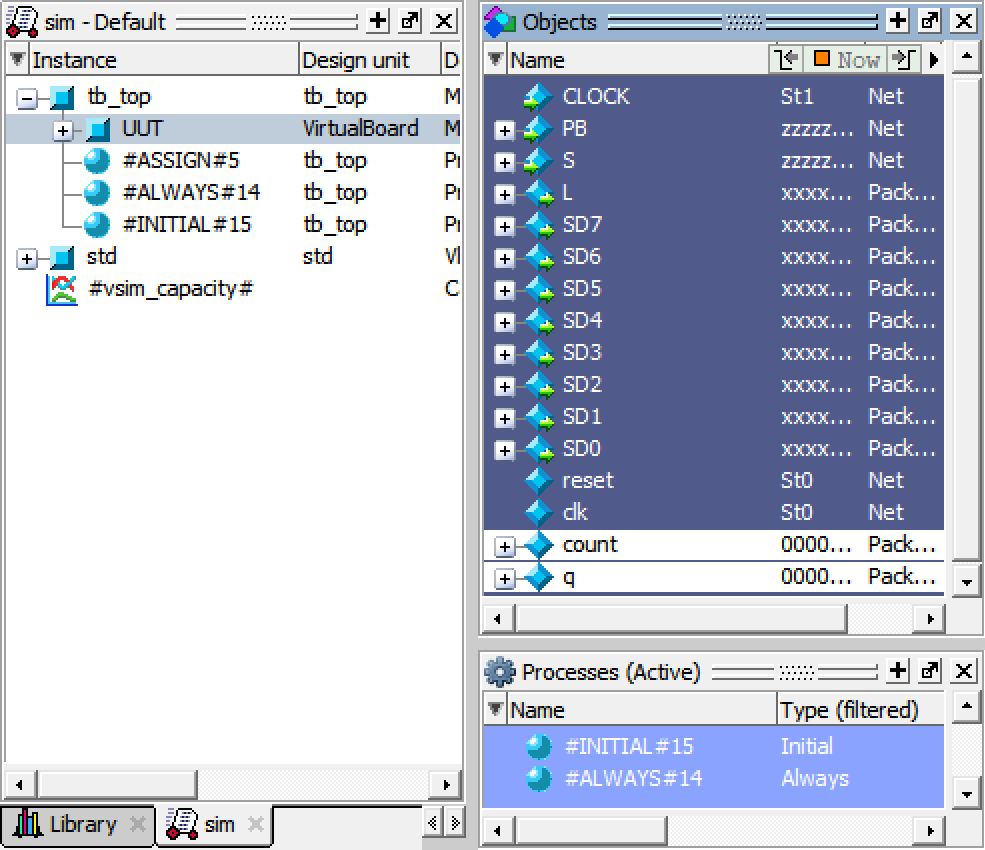 sim - Default
Instance Design unit D
tb_top tb_top M
UUT VirtualBoard M
#ASSIGN#5 tb_top Pr
#ALWAYS#14 tb_top Pr
#INITIAL#15 tb_top Pr
std std Vl
#vsim_capacity# C
Library sim
Objects
Name Now
CLOCK St1 Net
PB zzzzz... Net
S zzzzz... Net
L xxxx... Pack...
SD7 xxxx... Pack...
SD6 xxxx... Pack...
SD5 xxxx... Pack...
SD4 xxxx... Pack...
SD3 xxxx... Pack...
SD2 xxxx... Pack...
SD1 xxxx... Pack...
SD0 xxxx... Pack...
reset St0 Net
clk St0 Net
count 0000... Pack...
q 0000... Pack...
Processes (Active)
Name Type (filtered)
#INITIAL#15 Initial
#ALWAYS#14 Always